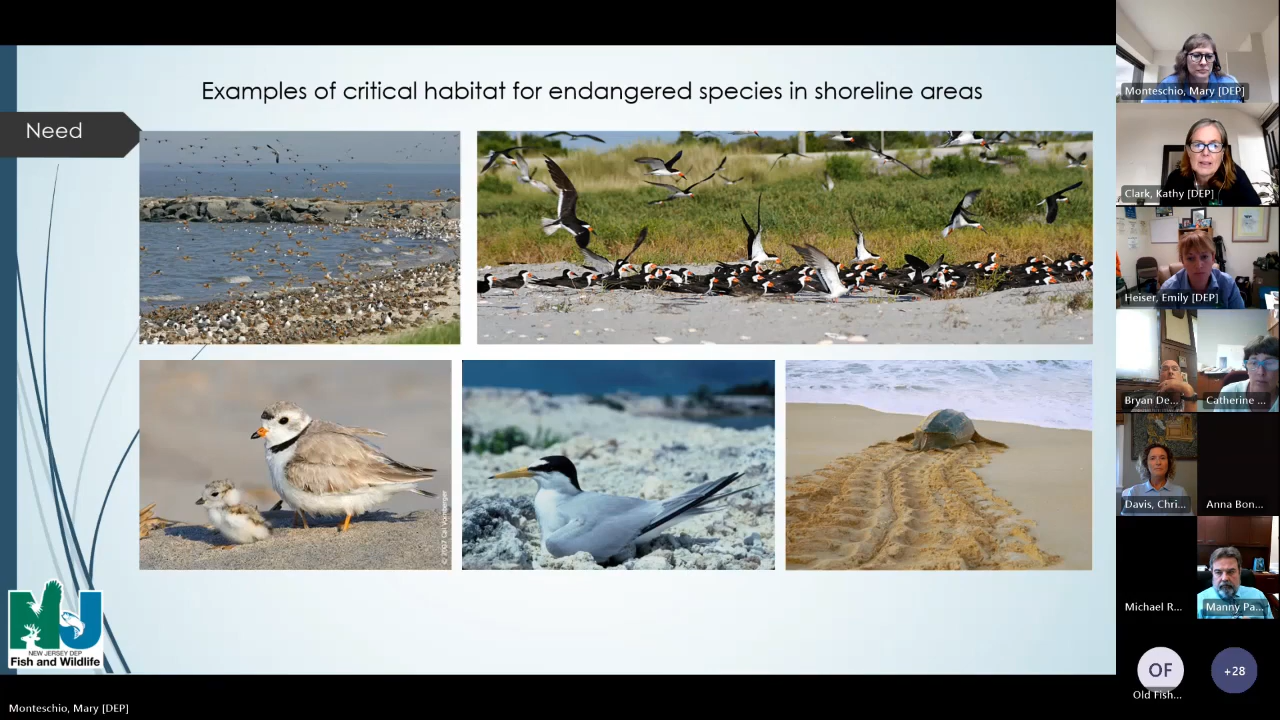 Examples of critical habitat for endangered species in shoreline areas
Need
NEW JERSEY DEP
Fish and Wildlife
Monteschio, Mary [DEP]
Monteschio, Mary [DEP]
Clark, Kathy [DEP]
Heiser, Emily [DEP]
Bryan De...
Catherine ...
Davis, Chri...
Anna Bon...
Michael R...
Manny Pa...
OF
Old Fish...
+28